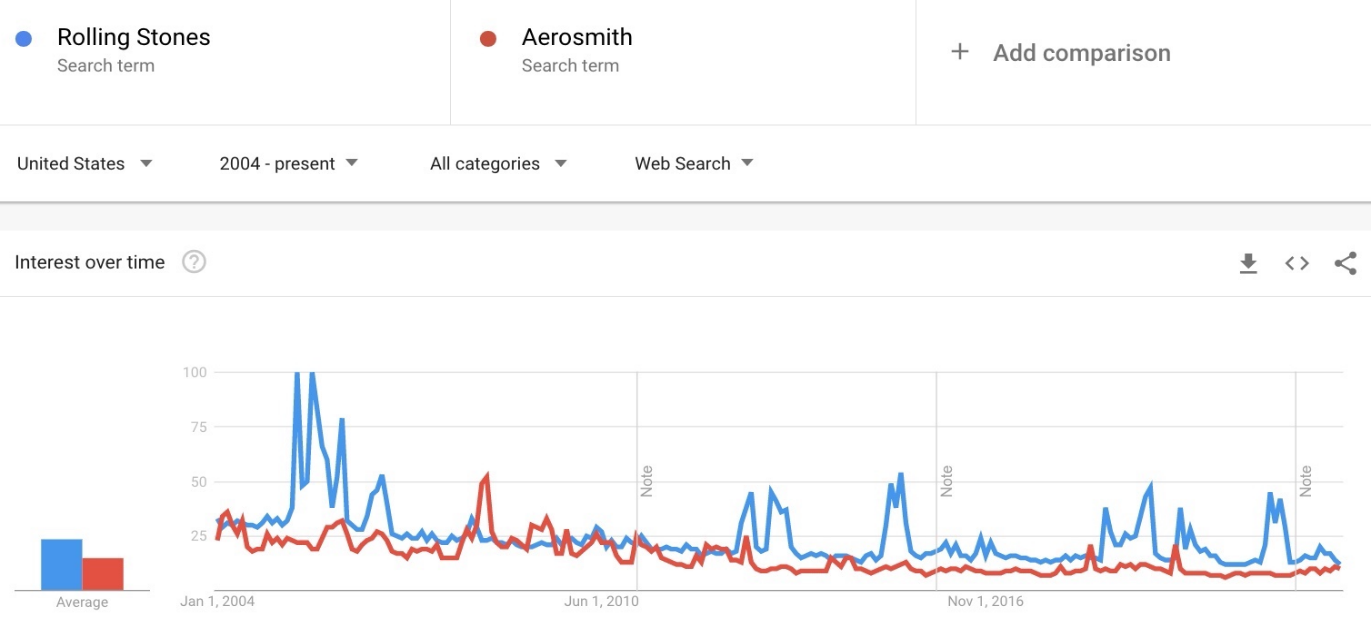 Rolling Stones
Search term
Aerosmith
Search term
+ Add comparison
United States
2004 - present
All categories
Web Search
Interest over time
?
100
75
50
25
Note
Note
Note
Average
Jan 1, 2004
Jun 1, 2010
Nov 1, 2016